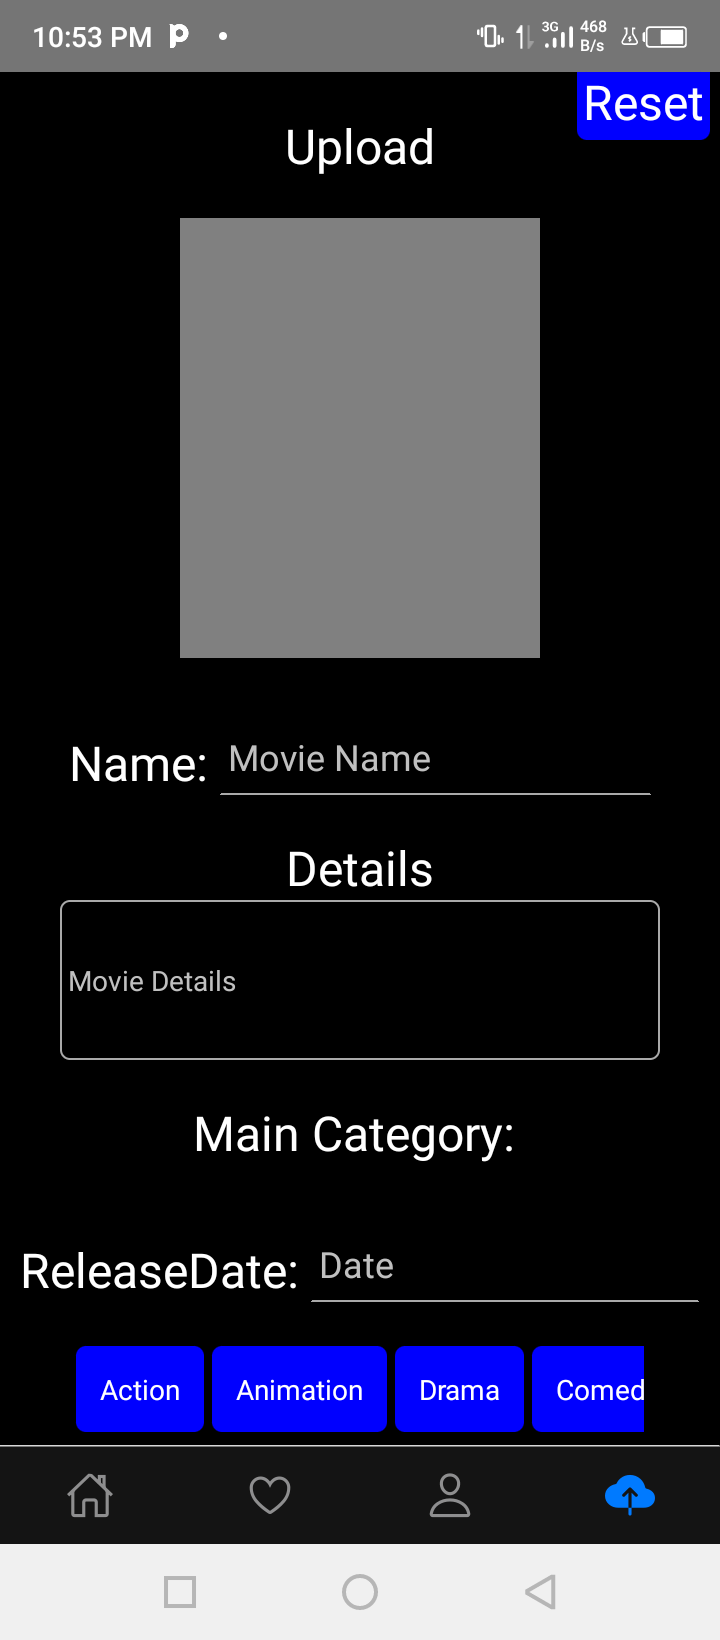 10:53 PM
3G 468 B/s
Reset
Upload
Name: Movie Name
Details
Movie Details
Main Category:
ReleaseDate: Date
Action Animation Drama Comed